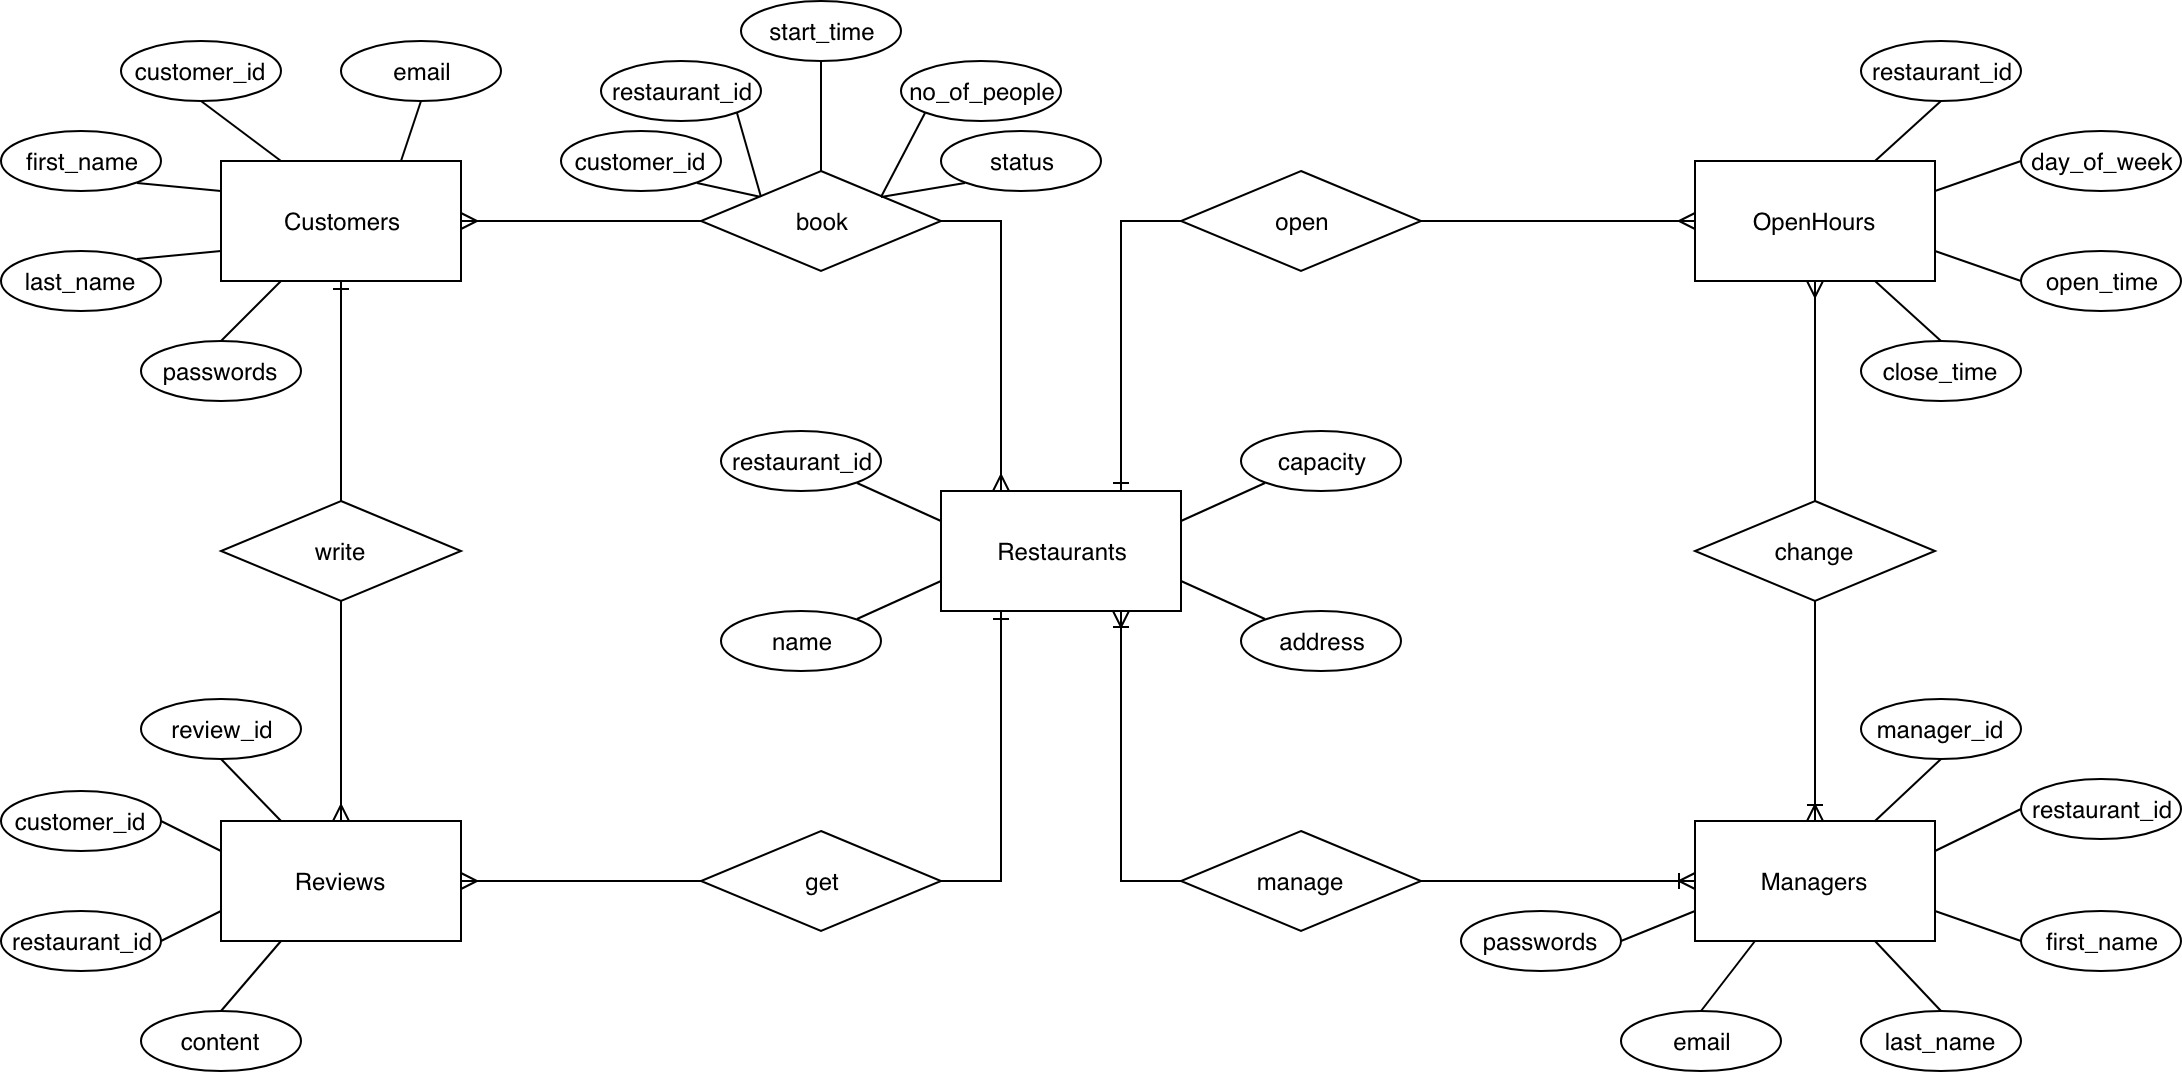 start_time
customer_id
email
restaurant_id
no_of_people
restaurant_id
first_name
customer_id
status
day_of_week
Customers
book
open
OpenHours
last_name
open_time
passwords
close_time
restaurant_id
capacity
write
Restaurants
change
name
address
review_id
manager_id
customer_id
restaurant_id
Reviews
get
manage
Managers
restaurant_id
passwords
first_name
content
email
last_name